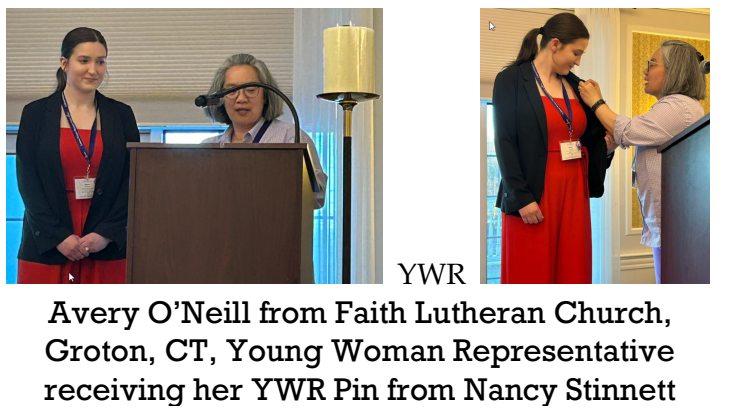 YWR
Avery O’Neill from Faith Lutheran Church,
Groton, CT, Young Woman Representative
receiving her YWR Pin from Nancy Stinnett